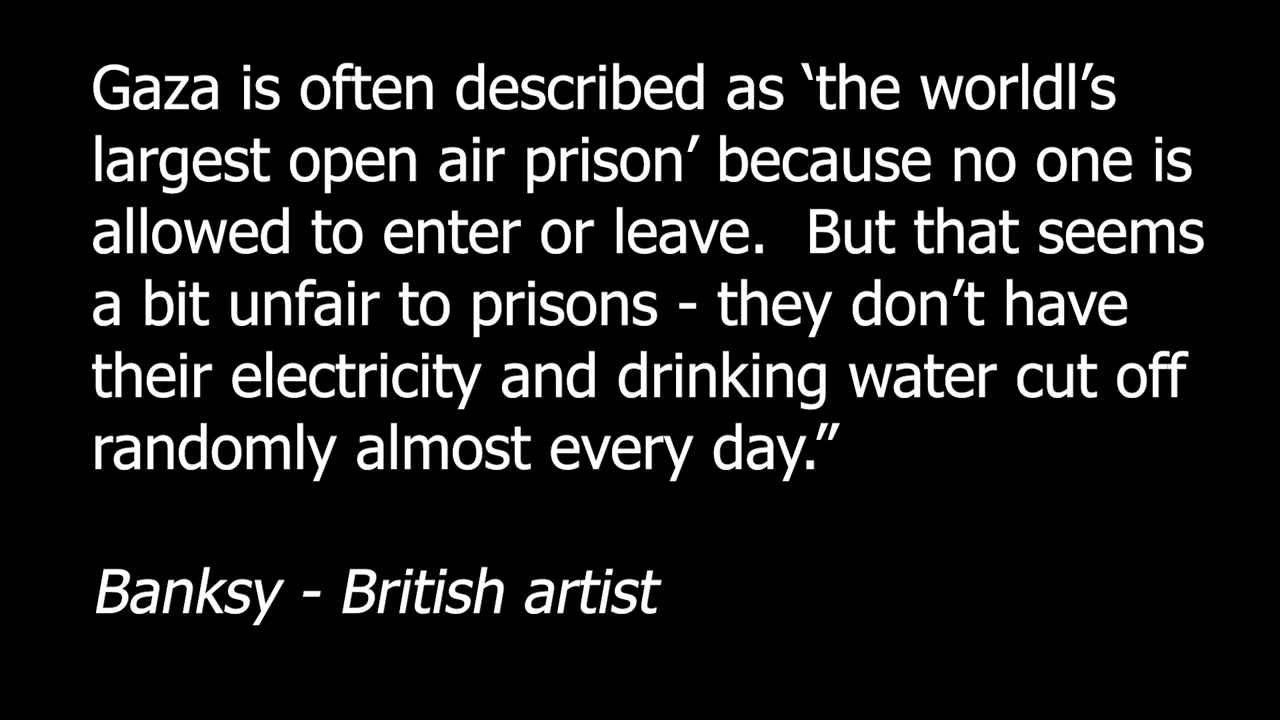 Gaza is often described as ‘the worldl’s
largest open air prison’ because no one is
allowed to enter or leave.  But that seems
a bit unfair to prisons - they don’t have
their electricity and drinking water cut off
randomly almost every day.”
Banksy - British artist